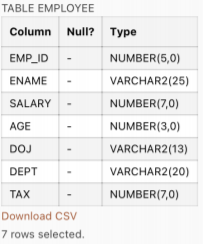 TABLE EMPLOYEE
Column Null? Type
EMP_ID - NUMBER(5,0)
ENAME - VARCHAR2(25)
SALARY - NUMBER(7,0)
AGE - NUMBER(3,0)
DOJ - VARCHAR2(13)
DEPT - VARCHAR2(20)
TAX - NUMBER(7,0)
Download CSV
7 rows selected.